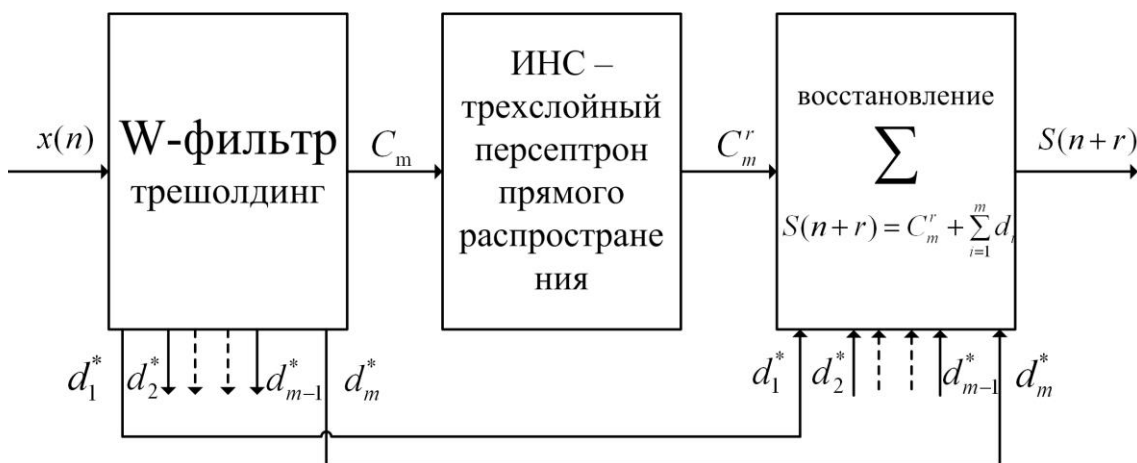 x(n)
W-фильтр
трешолдинг
C_m
ИНС –
трехслойный
персептрон
прямого
распростране
ния
C_m^r
восстановление
∑
S(n+r) = C_m^r + ∑_{i=1}^{m} d_i
S(n+r)
d_1^* d_2^* d_{m-1}^* d_m^*
d_1^* d_2^* d_{m-1}^* d_m^*